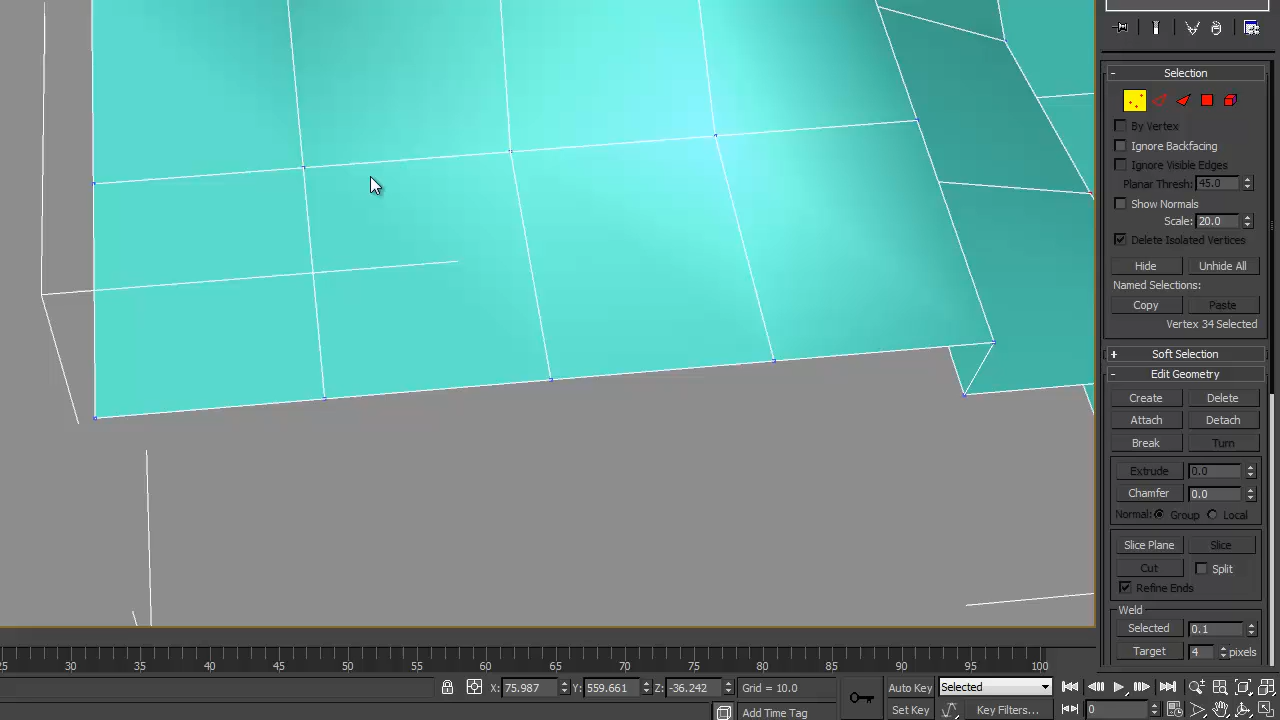 - Selection
By Vertex
Ignore Backfacing
Ignore Visible Edges
Planar Thresh: 45.0
Show Normals
Scale: 20.0
Delete Isolated Vertices
Hide Unhide All
Named Selections:
Copy Paste
Vertex 34 Selected
+ Soft Selection
- Edit Geometry
Create Delete
Attach Detach
Break Turn
Extrude 0.0
Chamfer 0.0
Normal: Group Local
Slice Plane Slice
Cut Split
Refine Ends
Weld
Selected 0.1
Target 4 pixels
25 30 35 40 45 50 55 60 65 70 75 80 85 90 95 100
X: 75.987 Y: 559.661 Z: -36.242 Grid = 10.0 Auto Key Selected
Add Time Tag Set Key Key Filters... 0